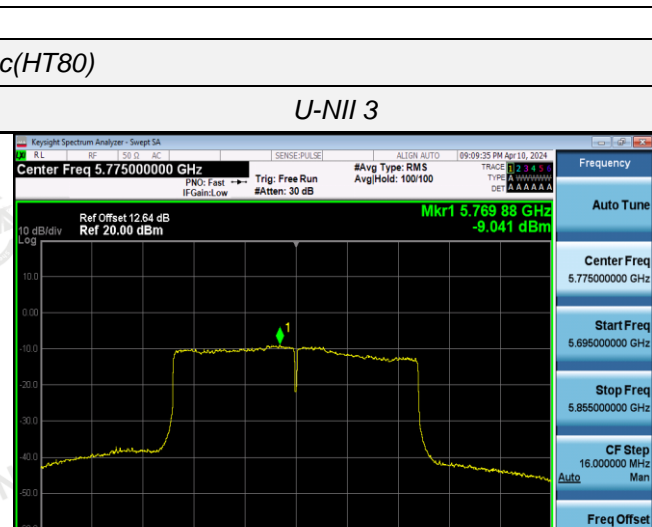 c(HT80)
U-NII 3
Keysight Spectrum Analyzer - Swept SA
RL RF 50 Ω AC SENSE:PULSE ALIGN AUTO 09:09:35 PM Apr 10, 2024
Center Freq 5.775000000 GHz
PNO: Fast
IFGain:Low
Trig: Free Run
#Atten: 30 dB
#Avg Type: RMS
Avg|Hold: 100/100
TRACE 1 2 3 4 5 6
TYPE A WWWWW
DET A A A A A A
Frequency
Auto Tune
Mkr1 5.769 88 GHz
-9.041 dBm
Ref Offset 12.64 dB
10 dB/div Ref 20.00 dBm
Log
10.0
0.00
-10.0
-20.0
-30.0
-40.0
-50.0
1
Center Freq
5.775000000 GHz
Start Freq
5.695000000 GHz
Stop Freq
5.855000000 GHz
CF Step
16.000000 MHz
Auto Man
Freq Offset